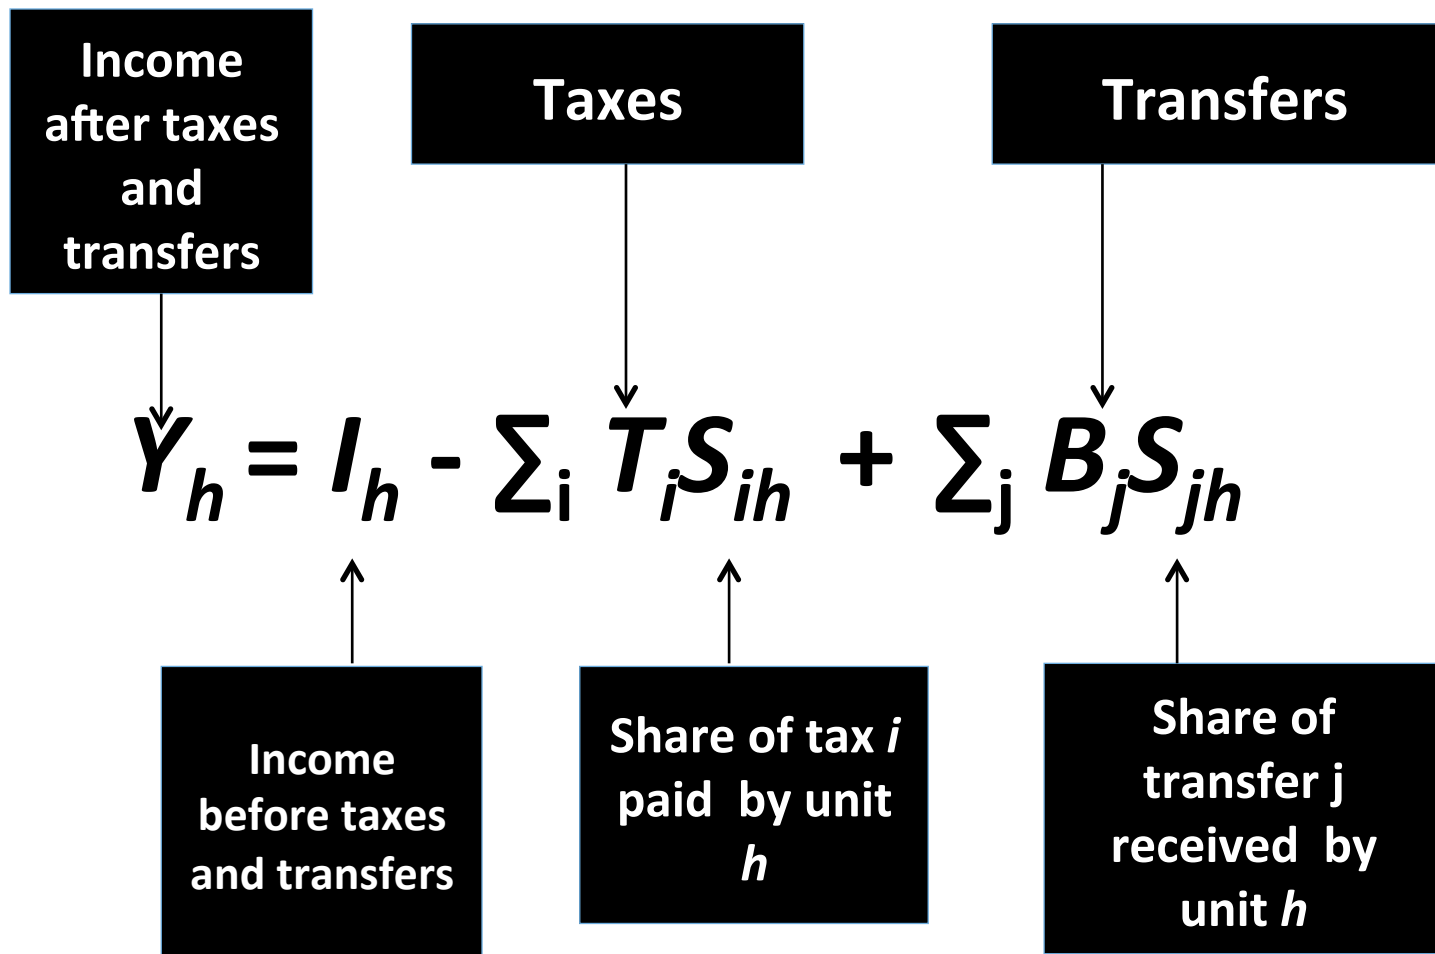 Income
after taxes
and
transfers
Taxes
Transfers
Yh = Ih - ∑i TiSih + ∑j BjSjh
Income
before taxes
and transfers
Share of tax i
paid by unit
h
Share of
transfer j
received by
unit h